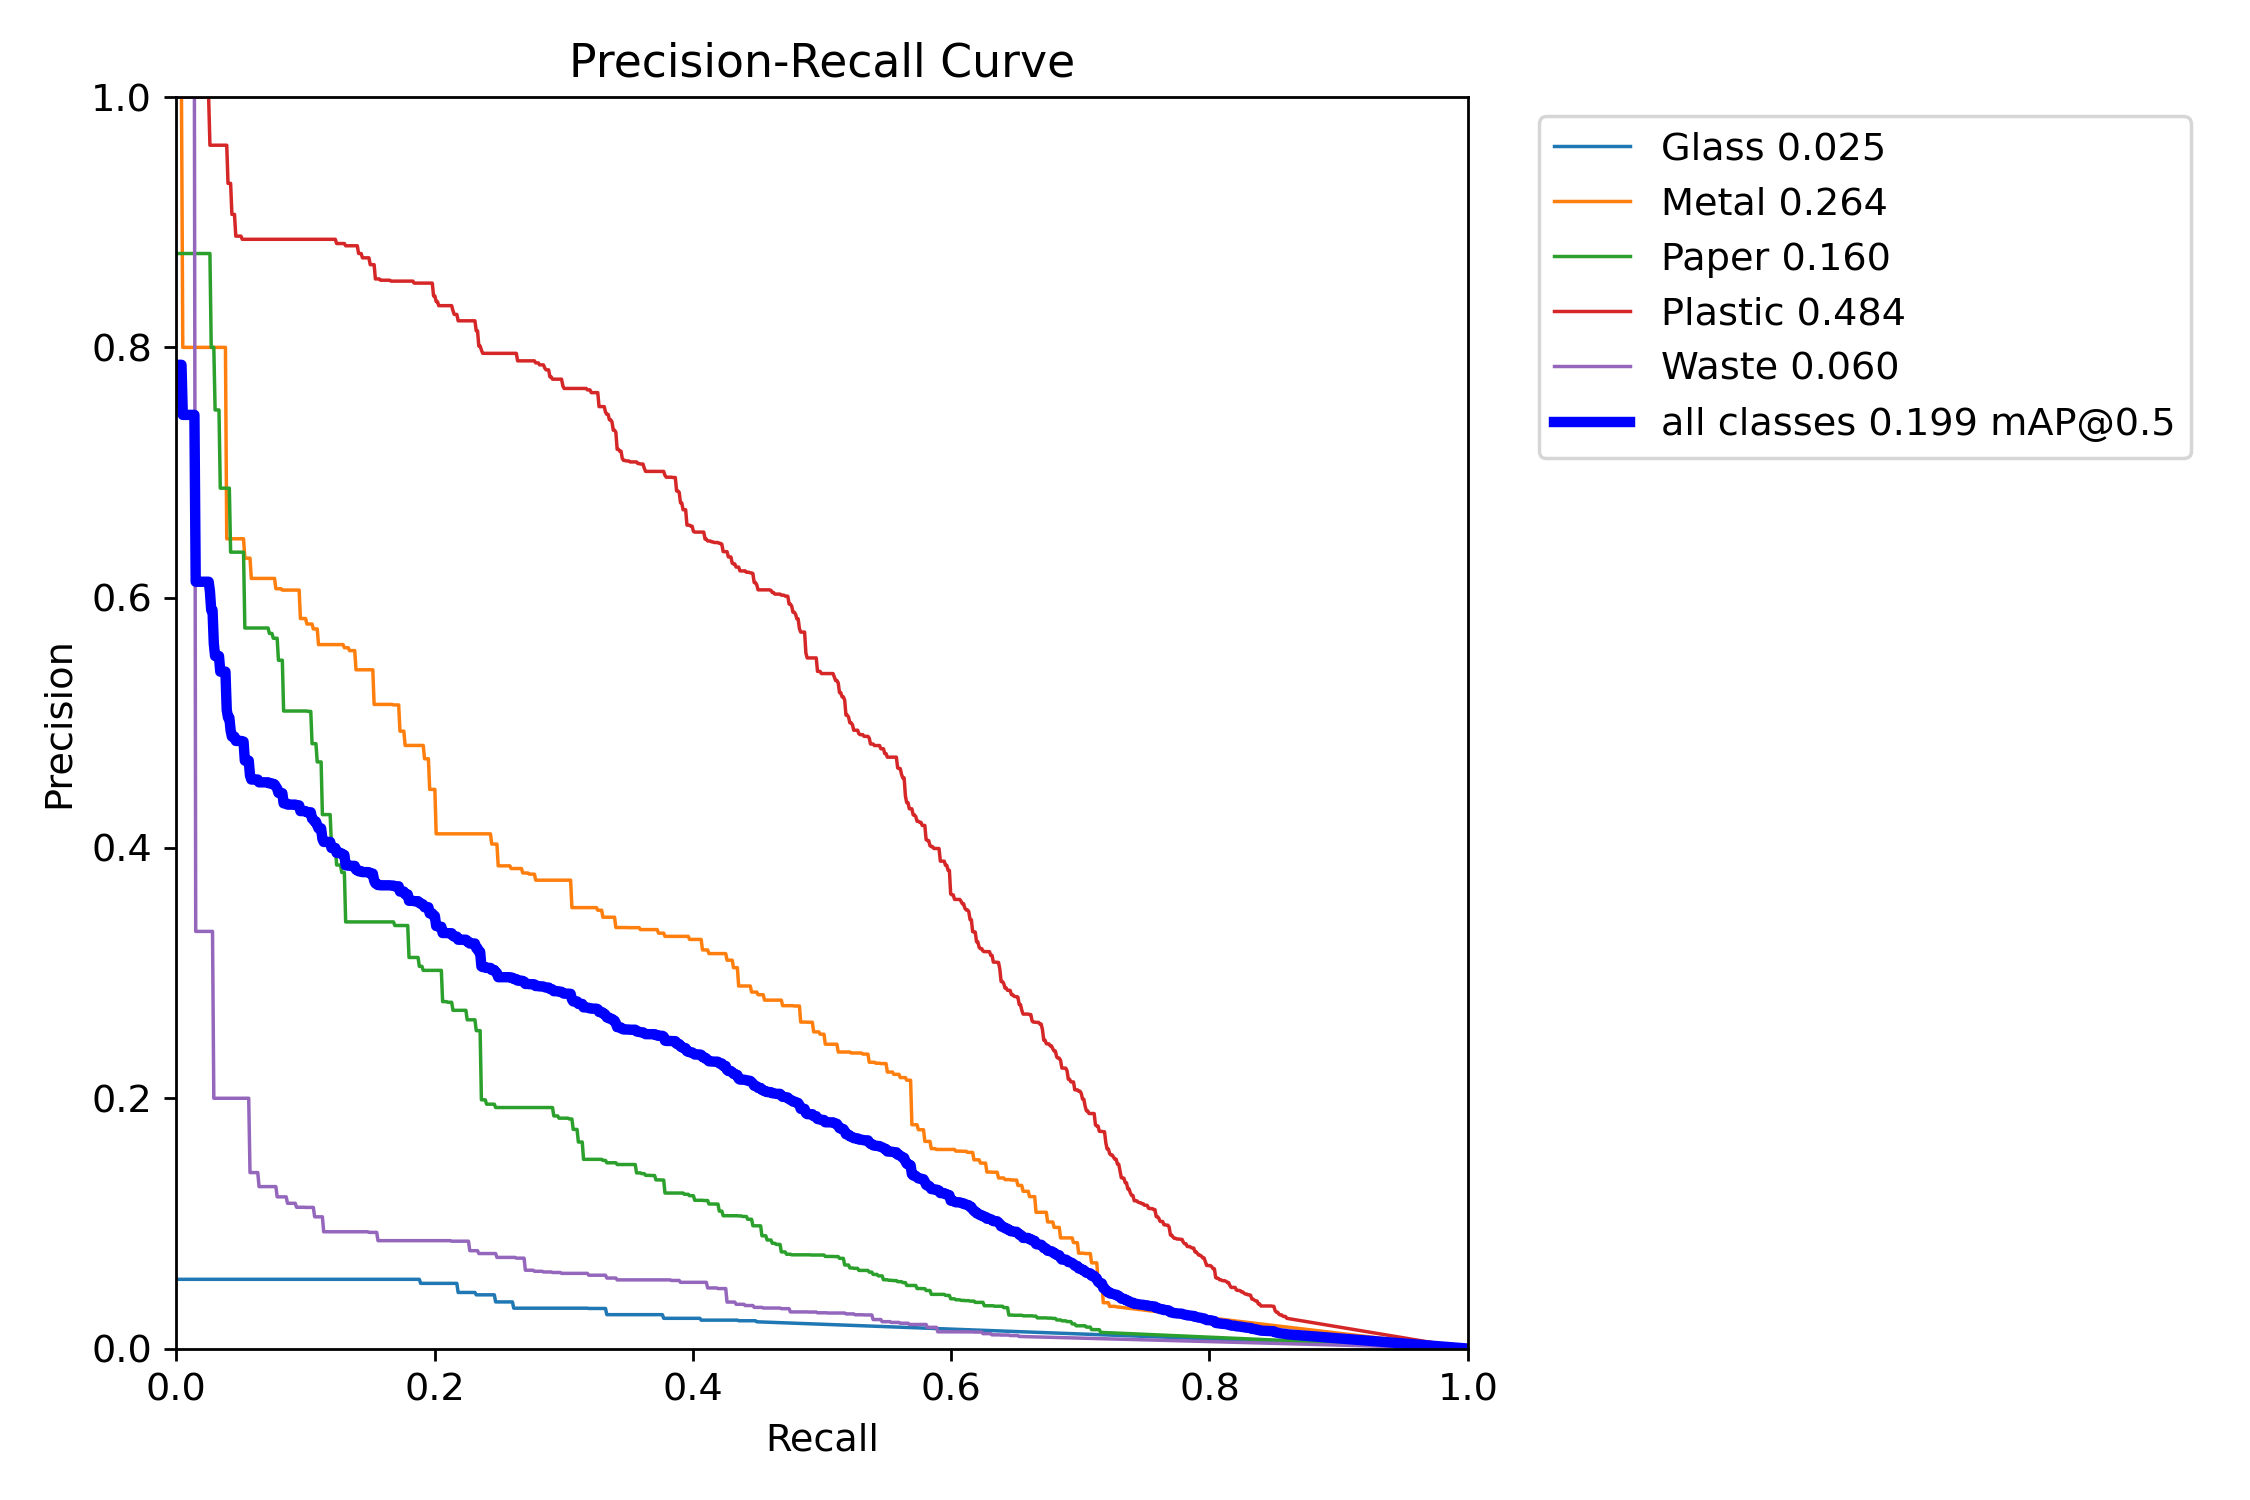 Precision-Recall Curve
1.0
0.8
0.6
0.4
0.2
0.0
Precision
0.0 0.2 0.4 0.6 0.8 1.0
Recall
Glass 0.025
Metal 0.264
Paper 0.160
Plastic 0.484
Waste 0.060
all classes 0.199 mAP@0.5